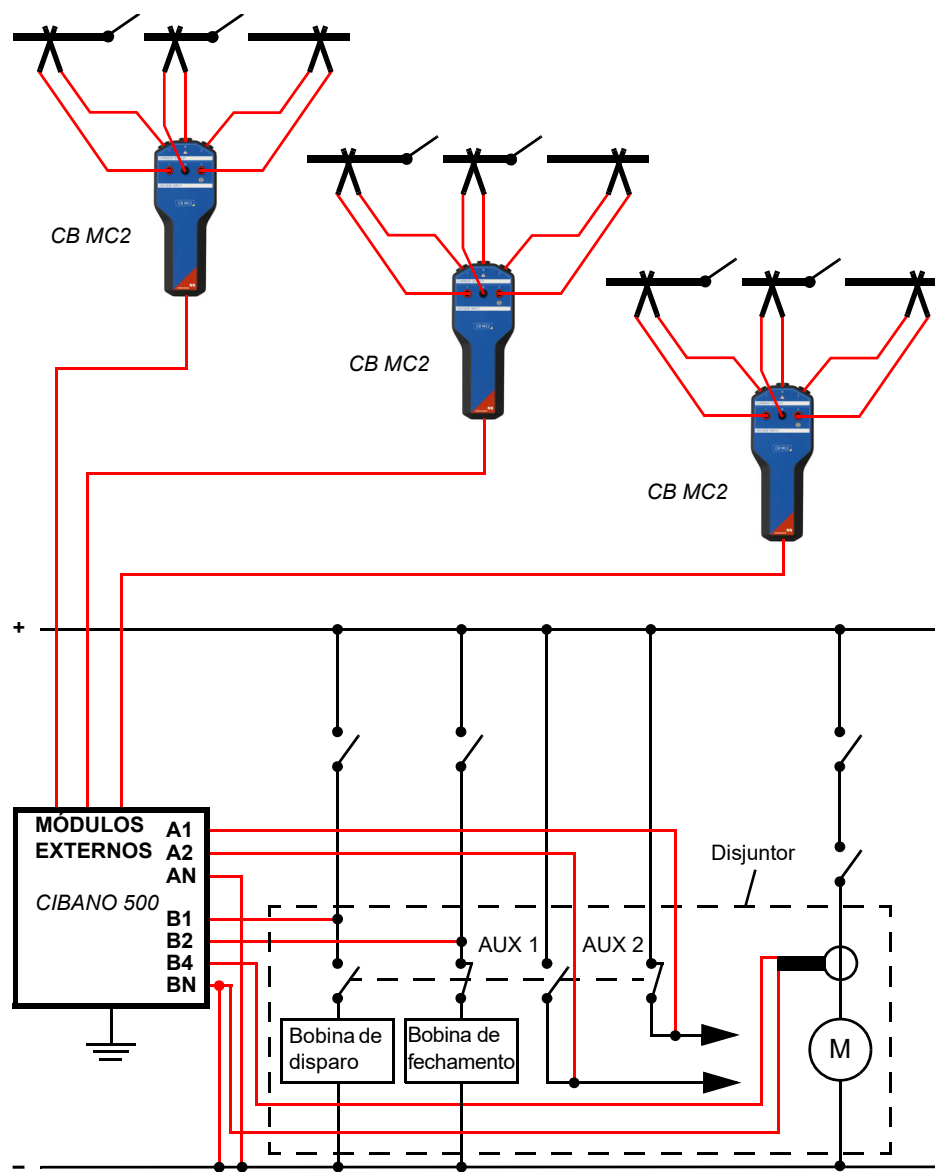 CB MC2
CB MC2
CB MC2
+
MÓDULOS
EXTERNOS
CIBANO 500
A1
A2
AN
B1
B2
B4
BN
Disjuntor
AUX 1
AUX 2
Bobina de
disparo
Bobina de
fechamento
M
-